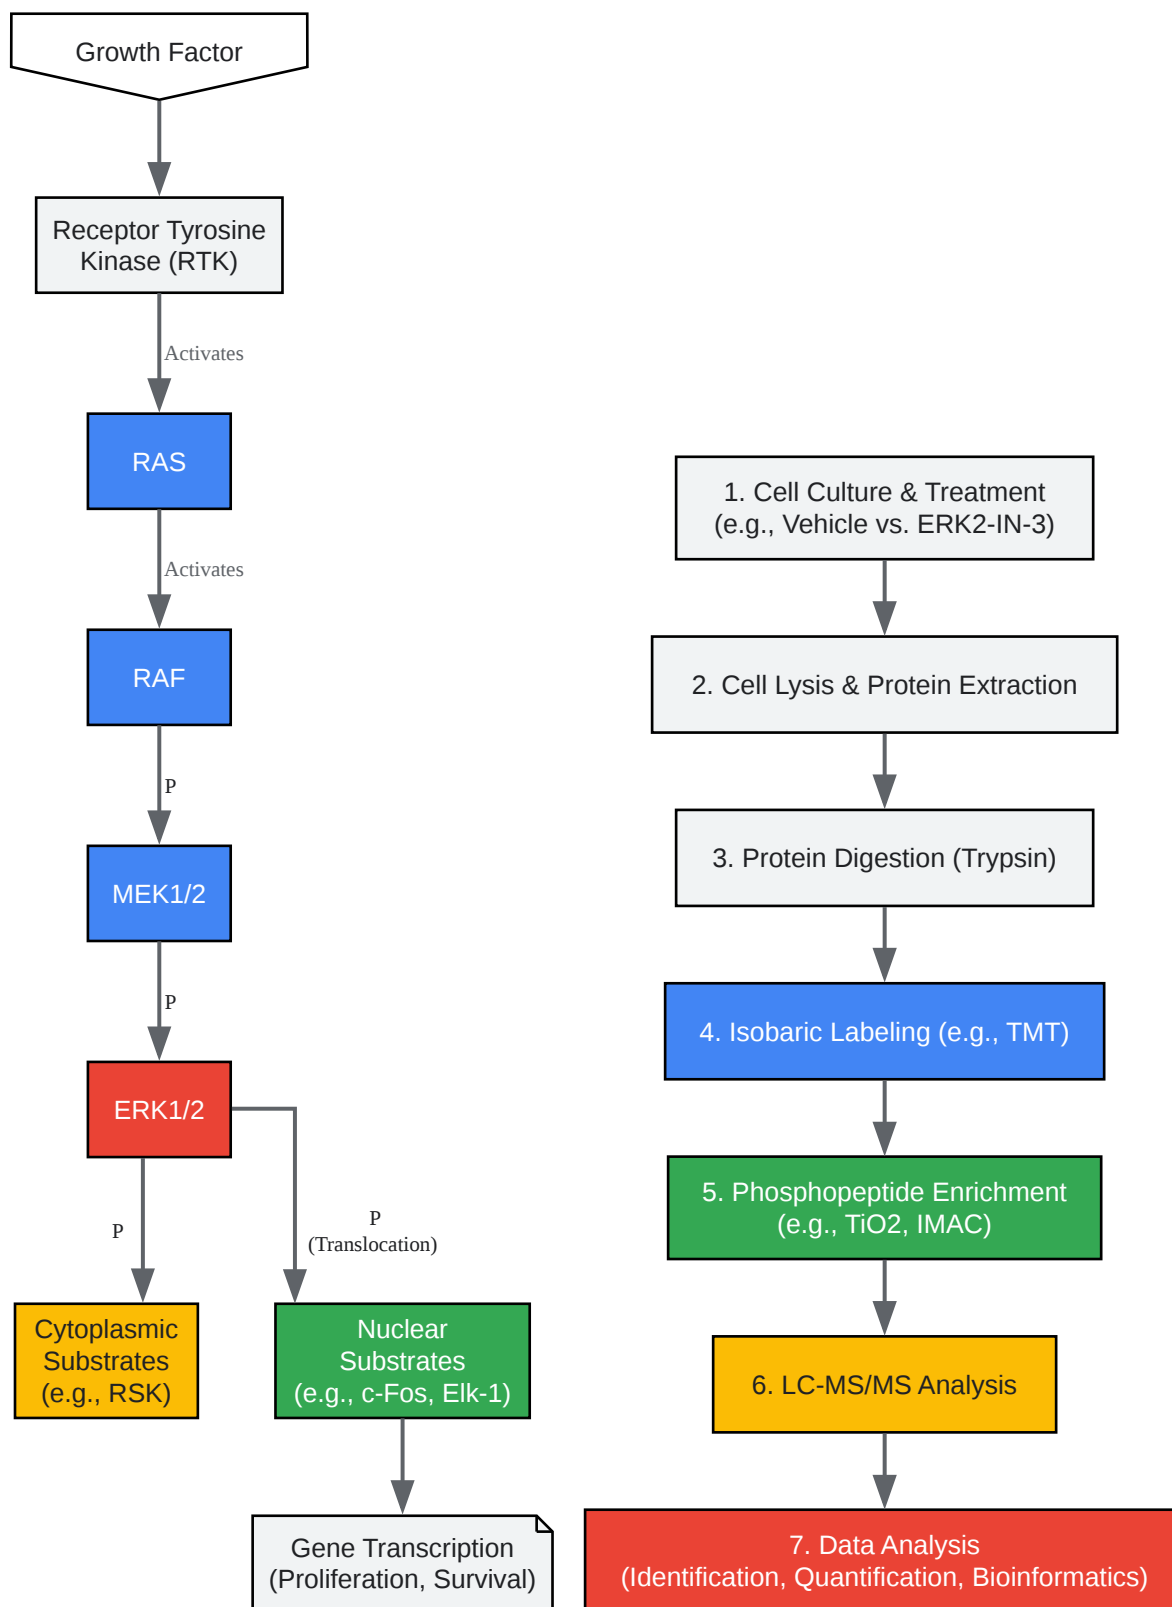 Growth Factor
Receptor Tyrosine
Kinase (RTK)
Activates
RAS
Activates
RAF
P
MEK1/2
P
ERK1/2
P
P
(Translocation)
Cytoplasmic
Substrates
(e.g., RSK)
Nuclear
Substrates
(e.g., c-Fos, Elk-1)
Gene Transcription
(Proliferation, Survival)
1. Cell Culture & Treatment
(e.g., Vehicle vs. ERK2-IN-3)
2. Cell Lysis & Protein Extraction
3. Protein Digestion (Trypsin)
4. Isobaric Labeling (e.g., TMT)
5. Phosphopeptide Enrichment
(e.g., TiO2, IMAC)
6. LC-MS/MS Analysis
7. Data Analysis
(Identification, Quantification, Bioinformatics)